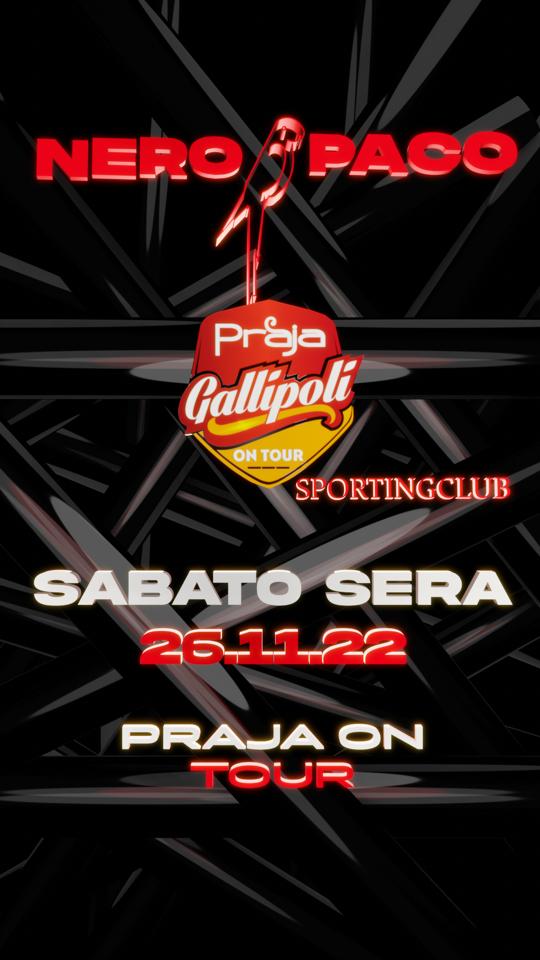 NERO PACO
Praja
Gallipoli
ON TOUR
SPORTINGCLUB
SABATO SERA
26.11.22
PRAJA ON
TOUR